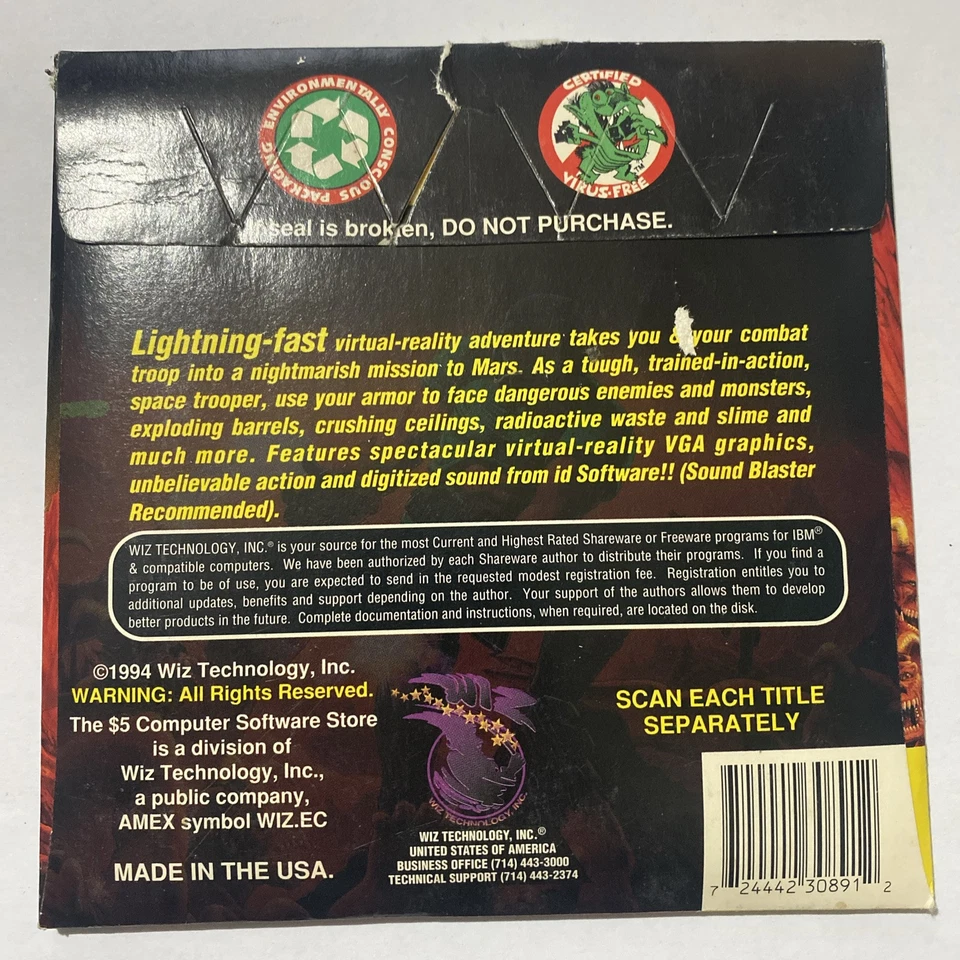 ENVIRONMENTALLY CONSCIOUS PACKAGING
CERTIFIED
VIRUS-FREE
TM
If seal is broken, DO NOT PURCHASE.
Lightning-fast virtual-reality adventure takes you & your combat
troop into a nightmarish mission to Mars. As a tough, trained-in-action,
space trooper, use your armor to face dangerous enemies and monsters,
exploding barrels, crushing ceilings, radioactive waste and slime and
much more. Features spectacular virtual-reality VGA graphics,
unbelievable action and digitized sound from id Software!! (Sound Blaster
Recommended).
WIZ TECHNOLOGY, INC.® is your source for the most Current and Highest Rated Shareware or Freeware programs for IBM®
& compatible computers. We have been authorized by each Shareware author to distribute their programs. If you find a
program to be of use, you are expected to send in the requested modest registration fee. Registration entitles you to
additional updates, benefits and support depending on the author. Your support of the authors allows them to develop
better products in the future. Complete documentation and instructions, when required, are located on the disk.
©1994 Wiz Technology, Inc.
WARNING: All Rights Reserved.
The $5 Computer Software Store
is a division of
Wiz Technology, Inc.,
a public company,
AMEX symbol WIZ.EC
MADE IN THE USA.
WIZ TECHNOLOGY, INC.
WIZ TECHNOLOGY, INC.®
UNITED STATES OF AMERICA
BUSINESS OFFICE (714) 443-3000
TECHNICAL SUPPORT (714) 443-2374
SCAN EACH TITLE
SEPARATELY
7 24442 30891 2